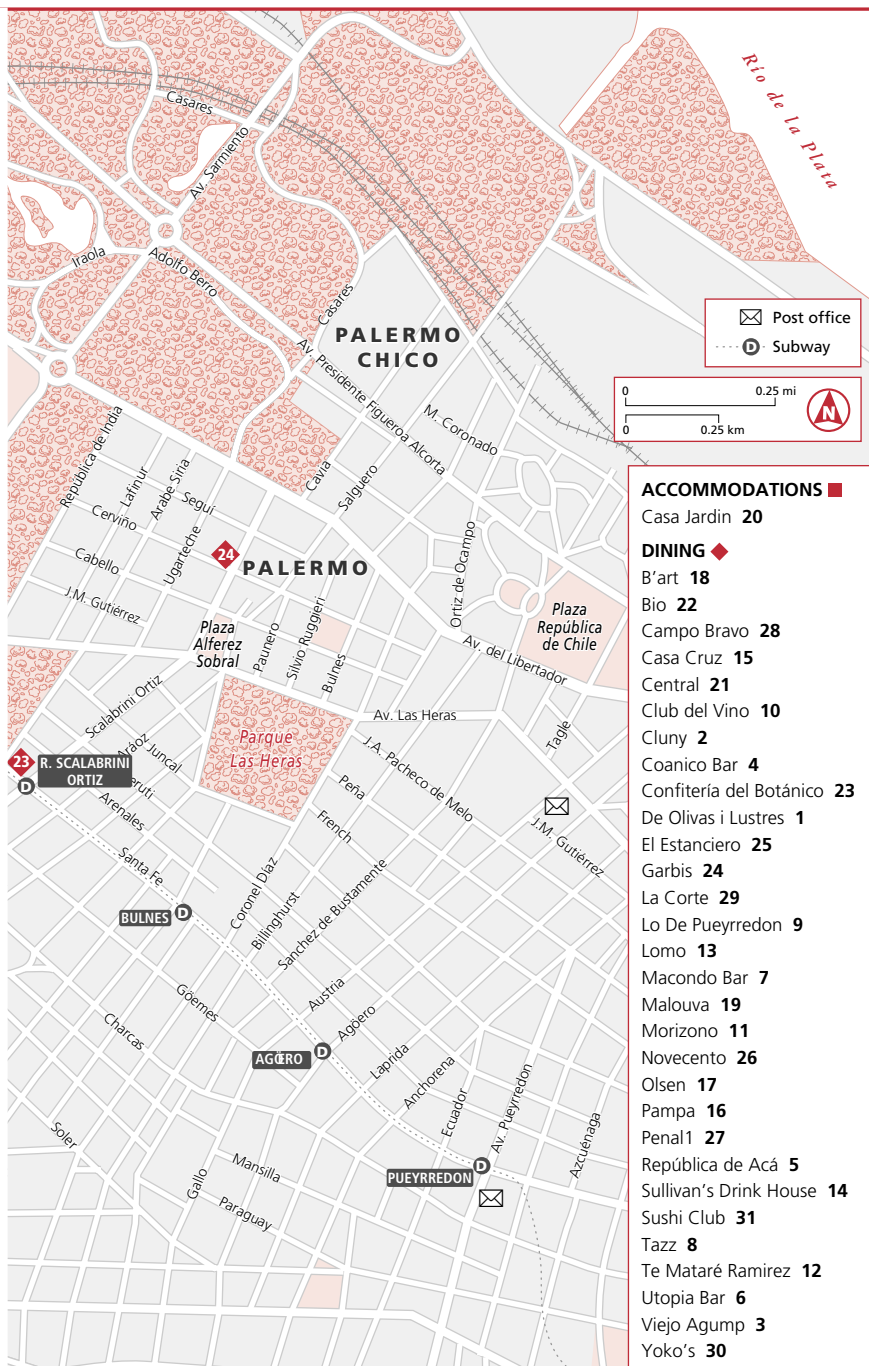 Río de la Plata
Casares
Av. Sarmiento
Iraola
Adolfo Berro
Casares
PALERMO
CHICO
Post office
D Subway
Av. Presidente Figueroa Alcorta
M. Coronado
0 0.25 mi
0 0.25 km
N
República de India
Lafinur
Arabe Siria
Seguí
Cerviño
Ugarteche
Cabello
J.M. Gutiérrez
Cavia
Salguero
24
PALERMO
Ortiz de Ocampo
Plaza
República
de Chile
Plaza
Alferez
Sobral
Paunero
Silvio Ruggieri
Bulnes
Av. del Libertador
Scalabrini Ortiz
Av. Las Heras
Tagle
Parque
Las Heras
23
R. SCALABRINI
ORTIZ
D
Aráoz
Juncal
Beruti
Arenales
J.A. Pacheco de Melo
Peña
French
J.M. Gutiérrez
Santa Fe
BULNES
D
Coronel Díaz
Billinghurst
Sanchez de Bustamente
Göemes
Austria
Charcas
Agöero
AGÖERO
D
Laprida
Anchorena
Ecuador
Av. Pueyrredon
Azcuénaga
Soler
Gallo
Mansilla
Paraguay
PUEYRREDON
D
ACCOMMODATIONS
Casa Jardin 20
DINING
B'art 18
Bio 22
Campo Bravo 28
Casa Cruz 15
Central 21
Club del Vino 10
Cluny 2
Coanico Bar 4
Confitería del Botánico 23
De Olivas i Lustres 1
El Estanciero 25
Garbis 24
La Corte 29
Lo De Pueyrredon 9
Lomo 13
Macondo Bar 7
Malouva 19
Morizono 11
Novecento 26
Olsen 17
Pampa 16
Penal1 27
República de Acá 5
Sullivan's Drink House 14
Sushi Club 31
Tazz 8
Te Mataré Ramirez 12
Utopia Bar 6
Viejo Agump 3
Yoko's 30